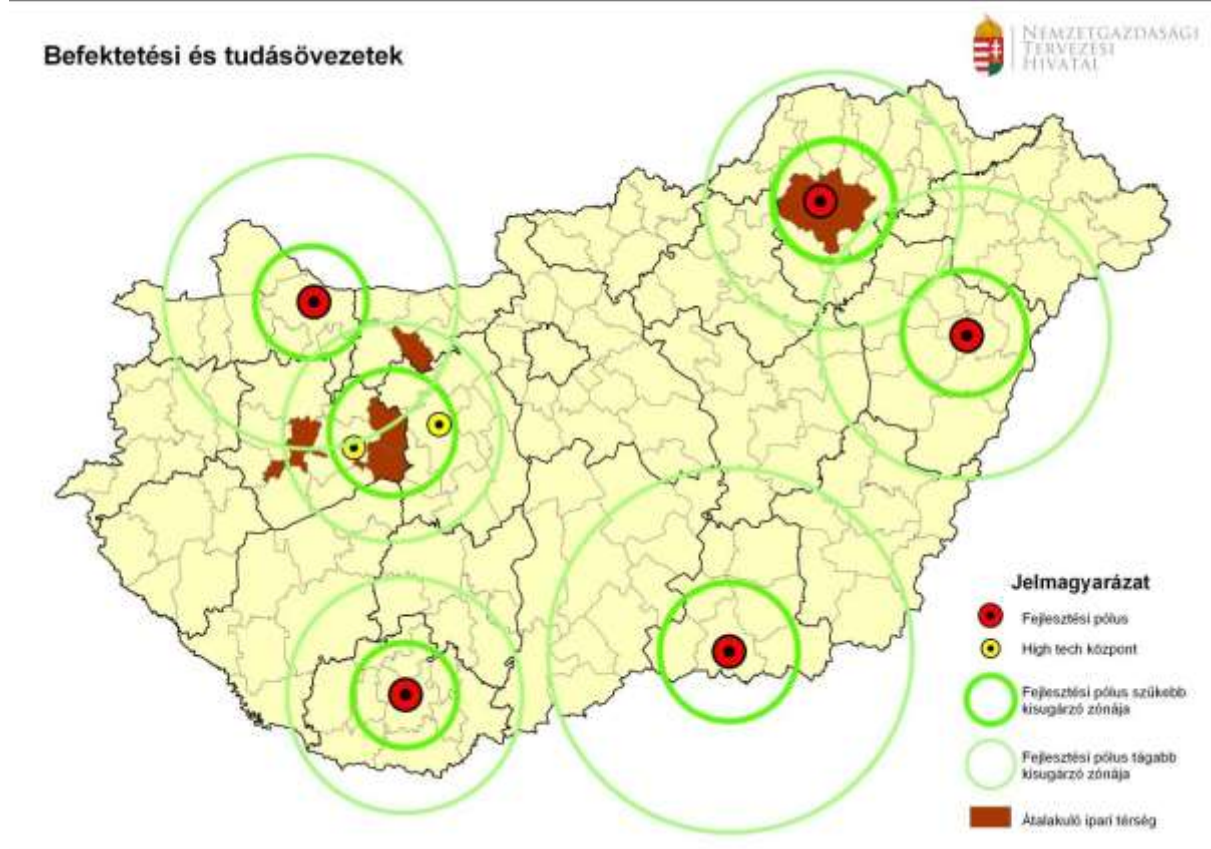 Befektetési és tudásövezetek
NEMZETGAZDASÁGI
TERVEZÉSI
HIVATAL
Jelmagyarázat
Fejlesztési pólus
High tech központ
Fejlesztési pólus szűkebb
kisugárzó zónája
Fejlesztési pólus tágabb
kisugárzó zónája
Átalakuló ipari térség